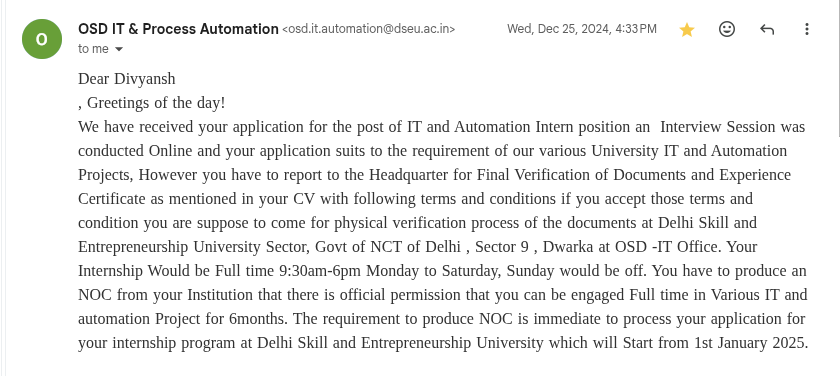 O
OSD IT & Process Automation <osd.it.automation@dseu.ac.in> Wed, Dec 25, 2024, 4:33 PM
to me
Dear Divyansh
, Greetings of the day!
We have received your application for the post of IT and Automation Intern position an  Interview Session was
conducted Online and your application suits to the requirement of our various University IT and Automation
Projects, However you have to report to the Headquarter for Final Verification of Documents and Experience
Certificate as mentioned in your CV with following terms and conditions if you accept those terms and
condition you are suppose to come for physical verification process of the documents at Delhi Skill and
Entrepreneurship University Sector, Govt of NCT of Delhi , Sector 9 , Dwarka at OSD -IT Office. Your
Internship Would be Full time 9:30am-6pm Monday to Saturday, Sunday would be off. You have to produce an
NOC from your Institution that there is official permission that you can be engaged Full time in Various IT and
automation Project for 6months. The requirement to produce NOC is immediate to process your application for
your internship program at Delhi Skill and Entrepreneurship University which will Start from 1st January 2025.